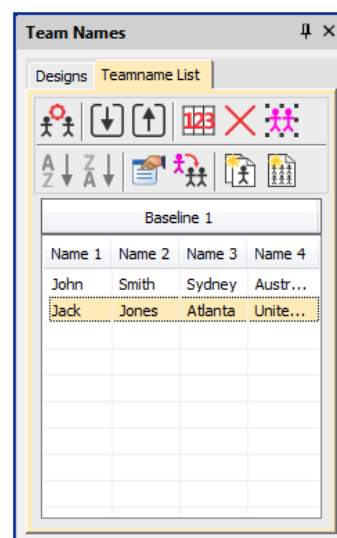 Team Names
Designs Teamname List
123
A Z Z A
Baseline 1
Name 1 Name 2 Name 3 Name 4
John Smith Sydney Austr...
Jack Jones Atlanta Unite...